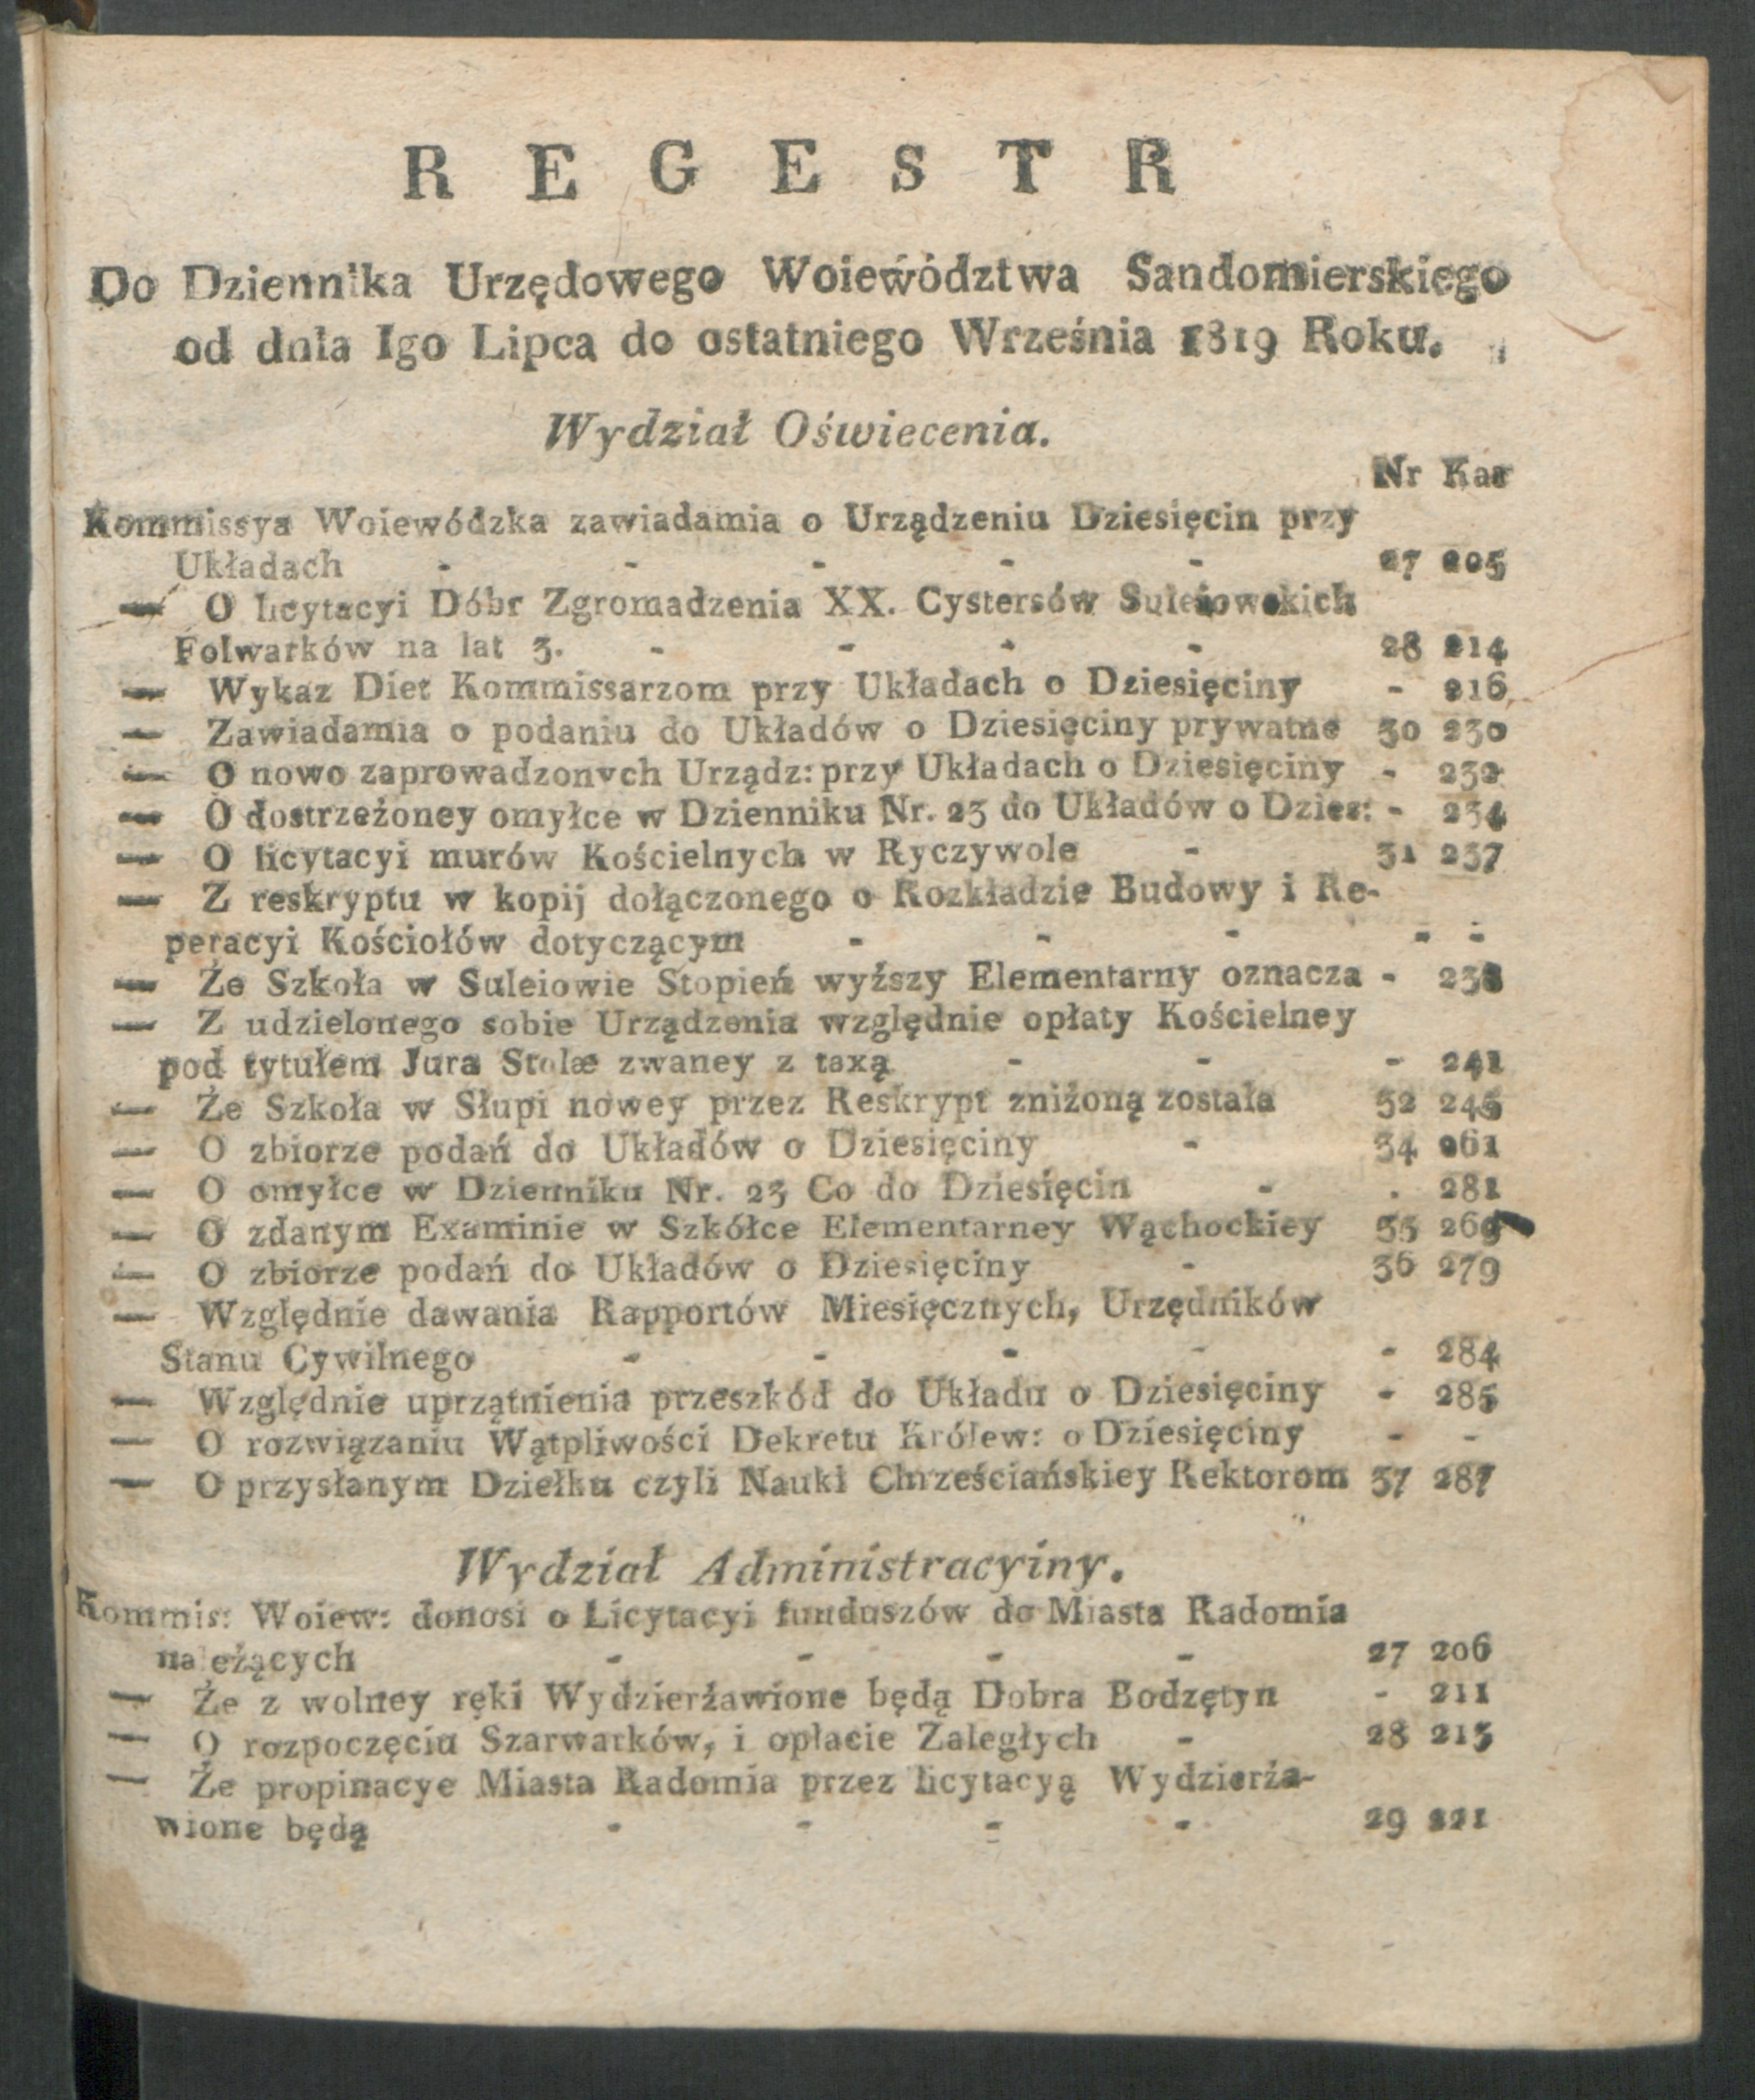 REGESTR
Do Dziennika Urzędowego Woiewództwa Sandomierskiego
od dnia Igo Lipca do ostatniego Września 1819 Roku.
Wydział Oświecenia.
Nr Kar
Kommissya Woiewódzka zawiadamia o Urządzeniu Dziesięcin przy
Układach - - - - - 27 205
— O licytacyi Dóbr Zgromadzenia XX. Cystersów Suleiowskich
Folwarków na lat 3. - - - - 28 214
— Wykaz Diet Kommissarzom przy Układach o Dziesięciny - 216
— Zawiadamia o podaniu do Układów o Dziesięciny prywatne 30 230
— O nowo zaprowadzonych Urządz: przy Układach o Dziesięciny - 232
— O dostrzeżoney omyłce w Dzienniku Nr. 23 do Układów o Dzies: - 234
— O licytacyi murów Kościelnych w Ryczywole - 31 237
— Z reskryptu w kopij dołączonego o Rozkładzie Budowy i Re-
peracyi Kościołów dotyczącym - - - - -
— Że Szkoła w Suleiowie Stopień wyższy Elementarny oznacza - 238
— Z udzielonego sobie Urządzenia względnie opłaty Kościelney
pod tytułem Jura Stolæ zwaney z taxą - - - 241
— Że Szkoła w Słupi nowey przez Reskrypt zniżoną została 32 245
— O zbiorze podań do Układów o Dziesięciny - 34 261
— O omyłce w Dzienniku Nr. 23 Co do Dziesięcin - . 281
— O zdanym Examinie w Szkółce Elementarney Wąchockiey 35 269
— O zbiorze podań do Układów o Dziesięciny - 36 279
— Względnie dawania Rapportów Miesięcznych, Urzędników
Stanu Cywilnego - - - - - 284
— Względnie uprzątnienia przeszkód do Układu o Dziesięciny - 285
— O rozwiązaniu Wątpliwości Dekretu Królew: o Dziesięciny - -
— O przysłanym Dziełku czyli Nauki Chrześciańskiey Rektorom 37 287
Wydział Administracyiny.
Kommis: Woiew: donosi o Licytacyi funduszów do Miasta Radomia
należących - - - - 27 206
— Że z wolney ręki Wydzierżawione będą Dobra Bodzętyn - 211
— O rozpoczęciu Szarwarków, i opłacie Zaległych - 28 213
— Że propinacye Miasta Radomia przez licytacyą Wydzierża-
wione będą - - - - 29 221